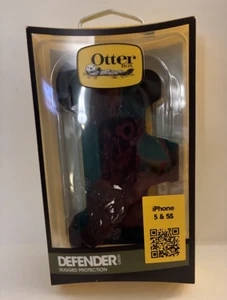 Otter
BOX
iPhone
5 & 5S
DEFENDER
RUGGED PROTECTION